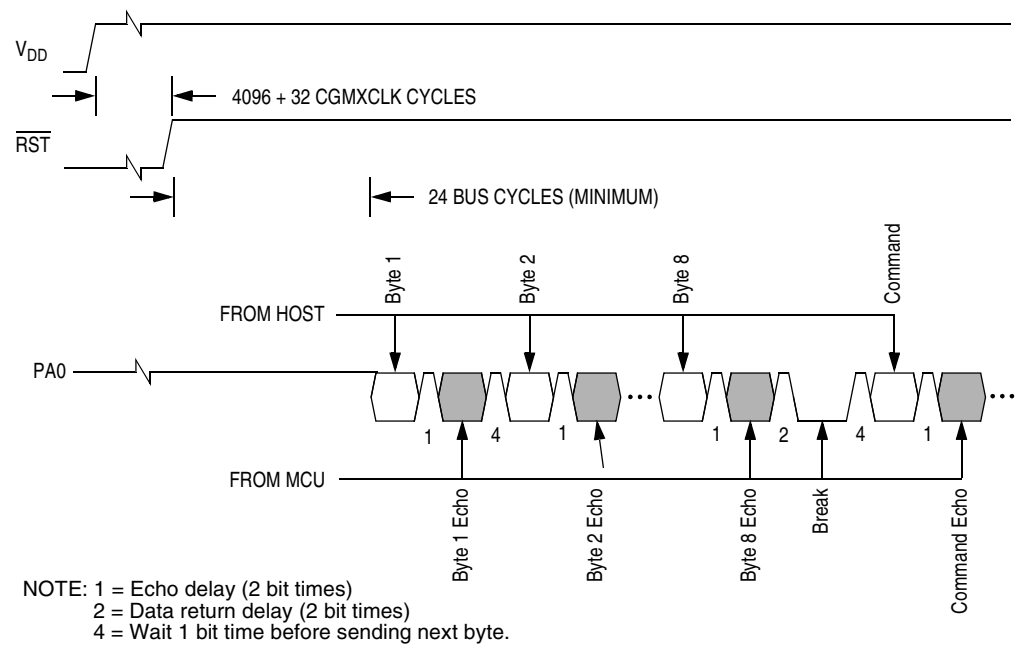 VDD
4096 + 32 CGMXCLK CYCLES
RST
24 BUS CYCLES (MINIMUM)
Byte 1
Byte 2
Byte 8
Command
FROM HOST
PA0
1
4
1
1
2
4
1
FROM MCU
Byte 1 Echo
Byte 2 Echo
Byte 8 Echo
Break
Command Echo
NOTE: 1 = Echo delay (2 bit times)
2 = Data return delay (2 bit times)
4 = Wait 1 bit time before sending next byte.